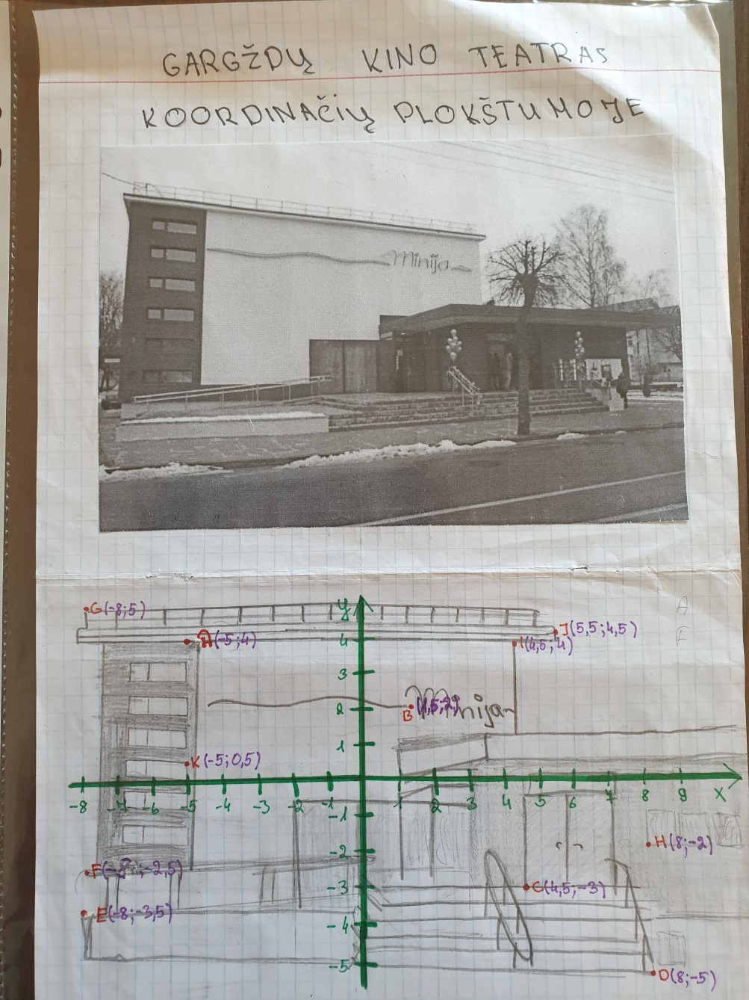 GARGŽDŲ KINO TEATRAS
KOORDINAČIŲ PLOKŠTUMOJE
Minija
G(-8;5)
y
A(-5;4)
4
I(4,5;4)
J(5,5;4,5)
A
F
3
2
B(1,5;2)
Minija
1
K(-5;0,5)
-8 -7 -6 -5 -4 -3 -2 -1 1 2 3 4 5 6 7 8 9 X
-1
H(8;-2)
-2
F( ;-2,5)
-3
C(4,5;-3)
E(-8;-3,5)
-4
-5
D(8;-5)